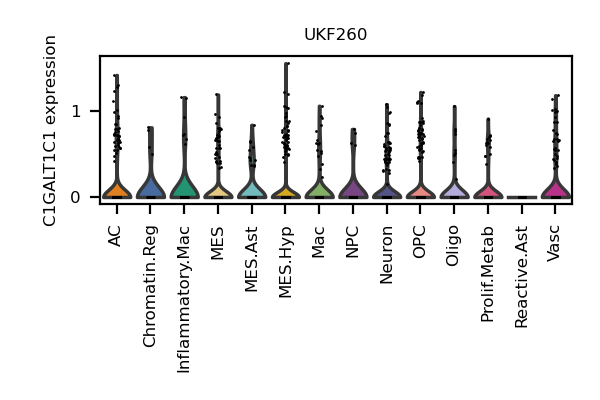 UKF260
C1GALT1C1 expression
1
0
AC
Chromatin.Reg
Inflammatory.Mac
MES
MES.Ast
MES.Hyp
Mac
NPC
Neuron
OPC
Oligo
Prolif.Metab
Reactive.Ast
Vasc